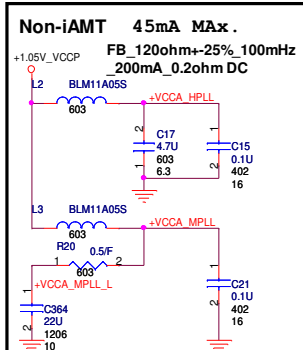 Non-iAMT 45mA MAx.
FB_120ohm+-25%_100mHz
_200mA_0.2ohm DC
+1.05V_VCCP
L2 BLM11A05S
603
+VCCA_HPLL
2 C17 1
4.7U
603
6.3
2 C15 1
0.1U
402
16
L3 BLM11A05S
603
+VCCA_MPLL
R20 0.5/F
1 603 2
+VCCA_MPLL_L
1 C364 2
22U
1206
10
2 C21 1
0.1U
402
16